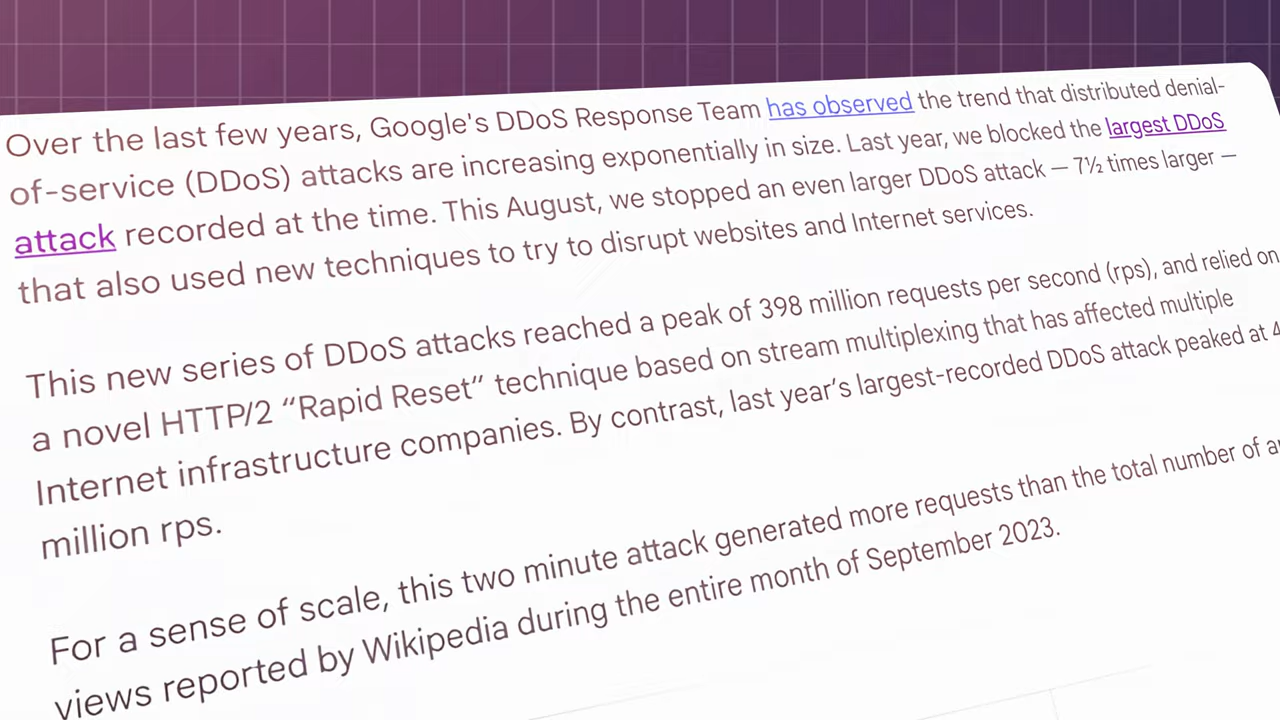 Over the last few years, Google's DDoS Response Team has observed the trend that distributed denial-
of-service (DDoS) attacks are increasing exponentially in size. Last year, we blocked the largest DDoS
attack recorded at the time. This August, we stopped an even larger DDoS attack — 7½ times larger —
that also used new techniques to try to disrupt websites and Internet services.
This new series of DDoS attacks reached a peak of 398 million requests per second (rps), and relied on
a novel HTTP/2 “Rapid Reset” technique based on stream multiplexing that has affected multiple
Internet infrastructure companies. By contrast, last year’s largest-recorded DDoS attack peaked at
million rps.
For a sense of scale, this two minute attack generated more requests than the total number of
views reported by Wikipedia during the entire month of September 2023.